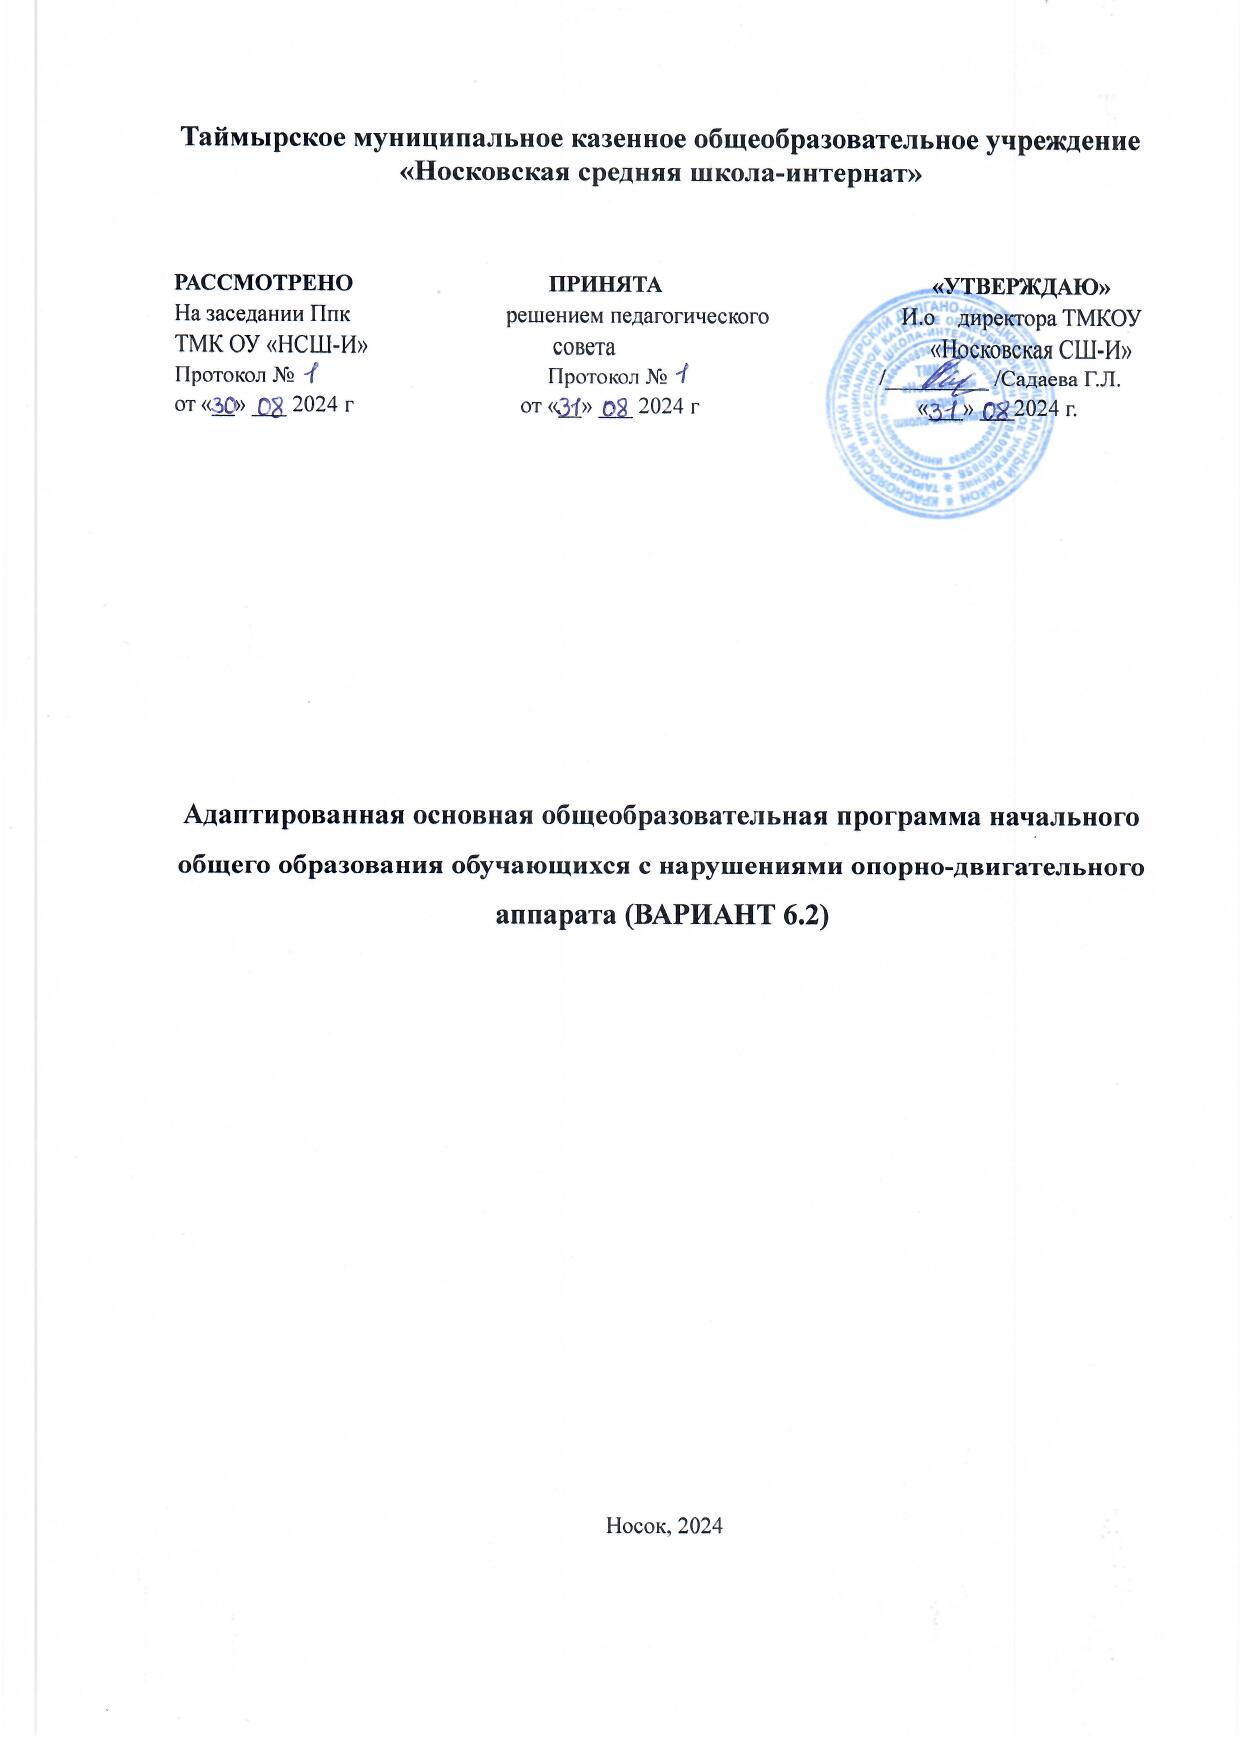 Таймырское муниципальное казенное общеобразовательное учреждение
«Носковская средняя школа-интернат»
РАССМОТРЕНО
На заседании Ппк
ТМК ОУ «НСШ-И»
Протокол № 1
от «30» 08 2024 г
ПРИНЯТА
решением педагогического
совета
Протокол № 1
от «31» 08 2024 г
«УТВЕРЖДАЮ»
И.о директора ТМКОУ
«Носковская СШ-И»
/_________ /Садаева Г.Л.
«31» 08 2024 г.
Адаптированная основная общеобразовательная программа начального
общего образования обучающихся с нарушениями опорно-двигательного
аппарата (ВАРИАНТ 6.2)
Носок, 2024